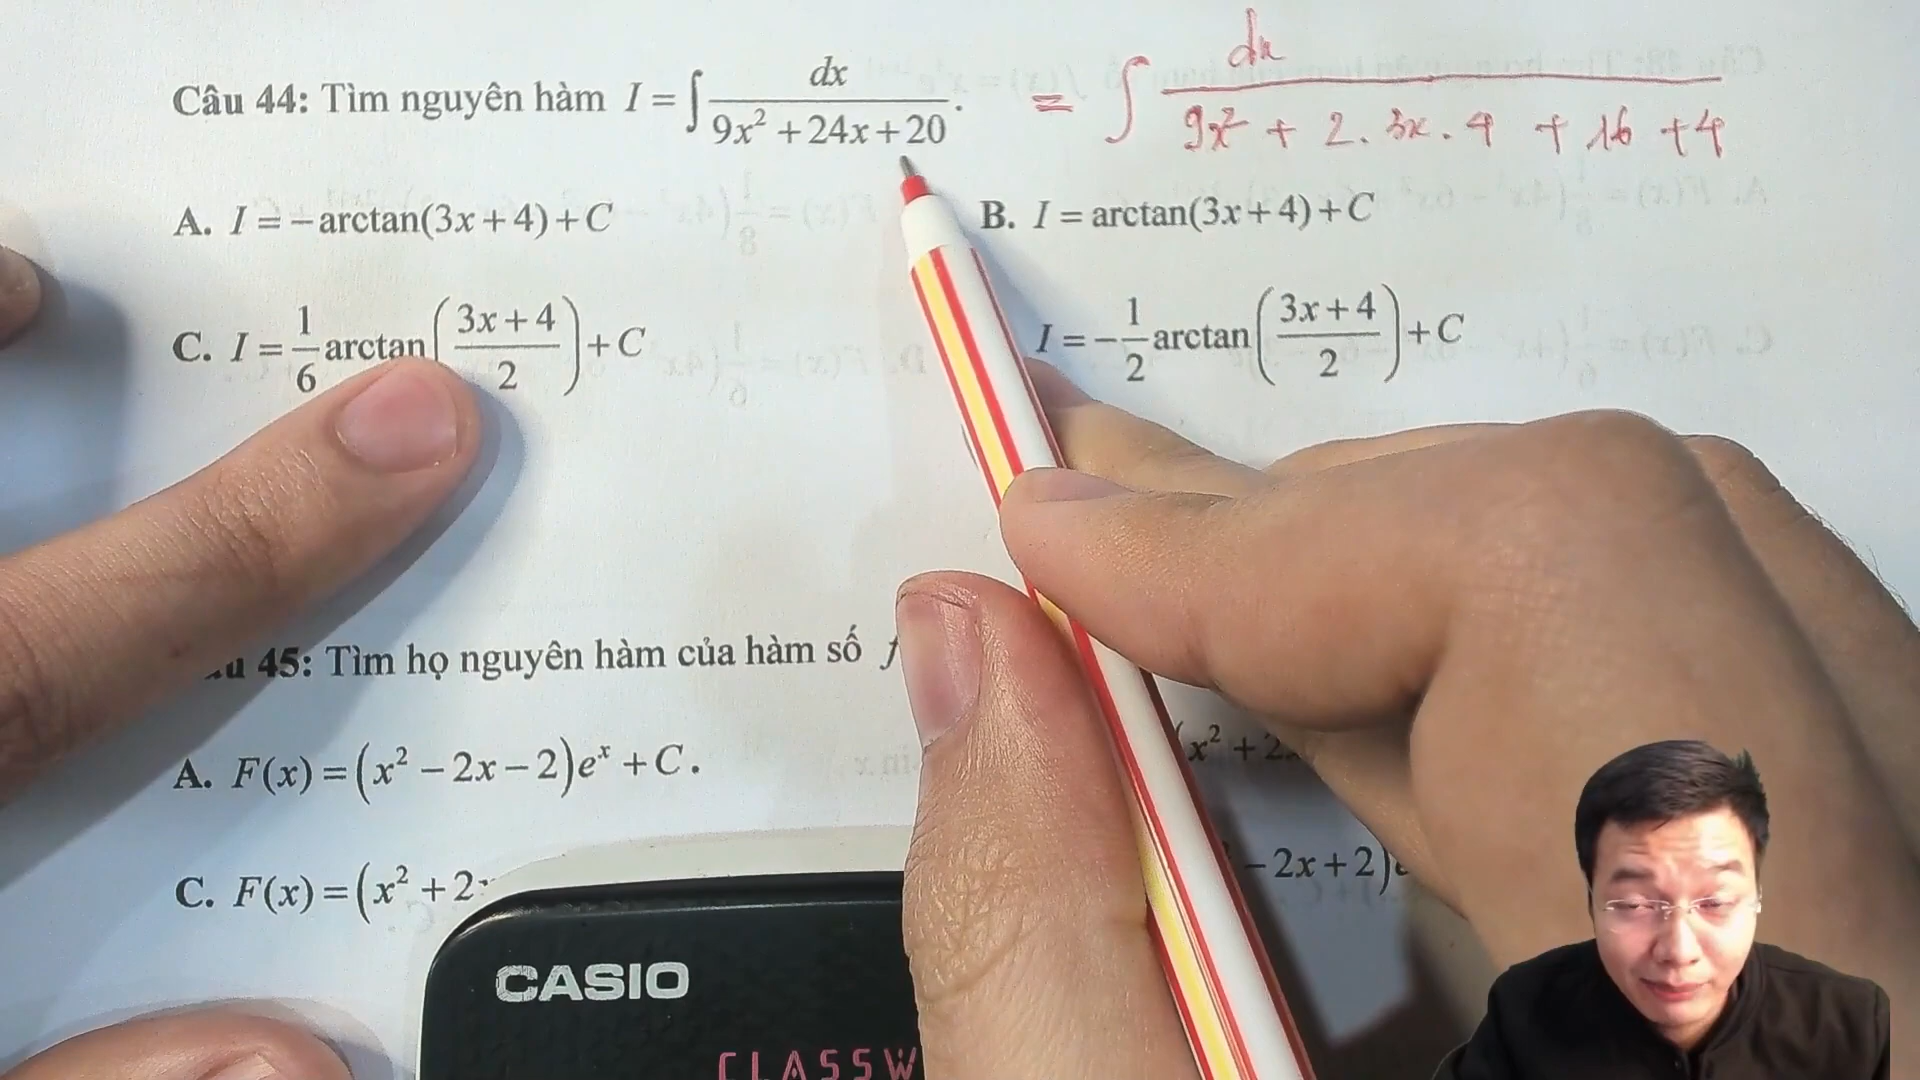 Câu 44: Tìm nguyên hàm I = ∫ dx / (9x² + 24x + 20). = ∫ dx / (9x² + 2 . 3x . 4 + 16 + 4)
A. I = − arctan(3x + 4) + C B. I = arctan(3x + 4) + C
C. I = 1/6 arctan((3x + 4)/2) + C I = − 1/2 arctan((3x + 4)/2) + C
45: Tìm họ nguyên hàm của hàm số f
A. F(x) = (x² − 2x − 2)eˣ + C. (x² + 2
C. F(x) = (x² + 2 − 2x + 2)
CASIO
CLASSW